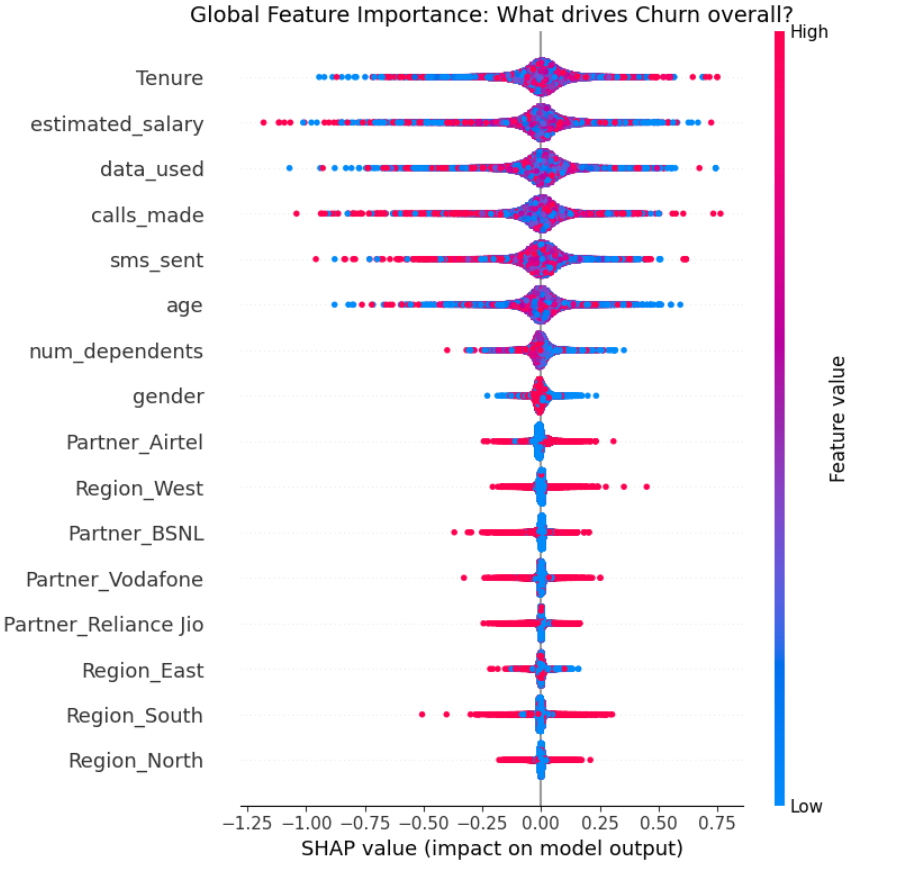 Global Feature Importance: What drives Churn overall?
High
Tenure
estimated_salary
data_used
calls_made
sms_sent
age
num_dependents
gender
Partner_Airtel
Region_West
Partner_BSNL
Partner_Vodafone
Partner_Reliance Jio
Region_East
Region_South
Region_North
Feature value
Low
−1.25 −1.00 −0.75 −0.50 −0.25 0.00 0.25 0.50 0.75
SHAP value (impact on model output)